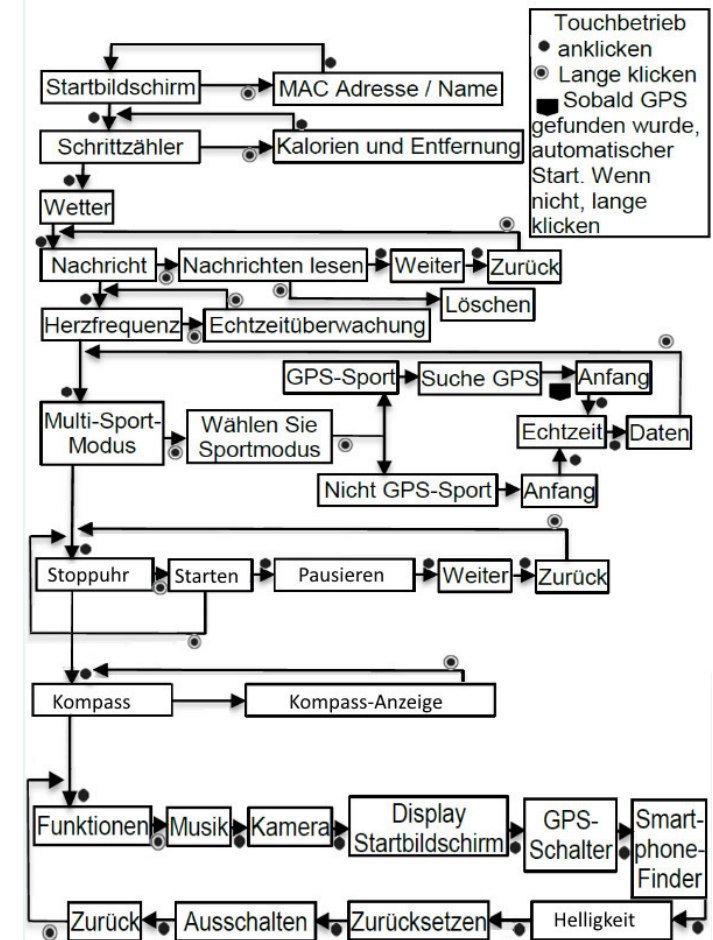 Touchbetrieb
anklicken
Lange klicken
Sobald GPS
gefunden wurde,
automatischer
Start. Wenn
nicht, lange
klicken
Startbildschirm
MAC Adresse / Name
Schrittzähler
Kalorien und Entfernung
Wetter
Nachricht
Nachrichten lesen
Weiter
Zurück
Löschen
Herzfrequenz
Echtzeitüberwachung
GPS-Sport
Suche GPS
Anfang
Multi-Sport-
Modus
Wählen Sie
Sportmodus
Echtzeit
Daten
Nicht GPS-Sport
Anfang
Stoppuhr
Starten
Pausieren
Weiter
Zurück
Kompass
Kompass-Anzeige
Funktionen
Musik
Kamera
Display
Startbildschirm
GPS-
Schalter
Smart-
phone-
Finder
Helligkeit
Zurücksetzen
Ausschalten
Zurück